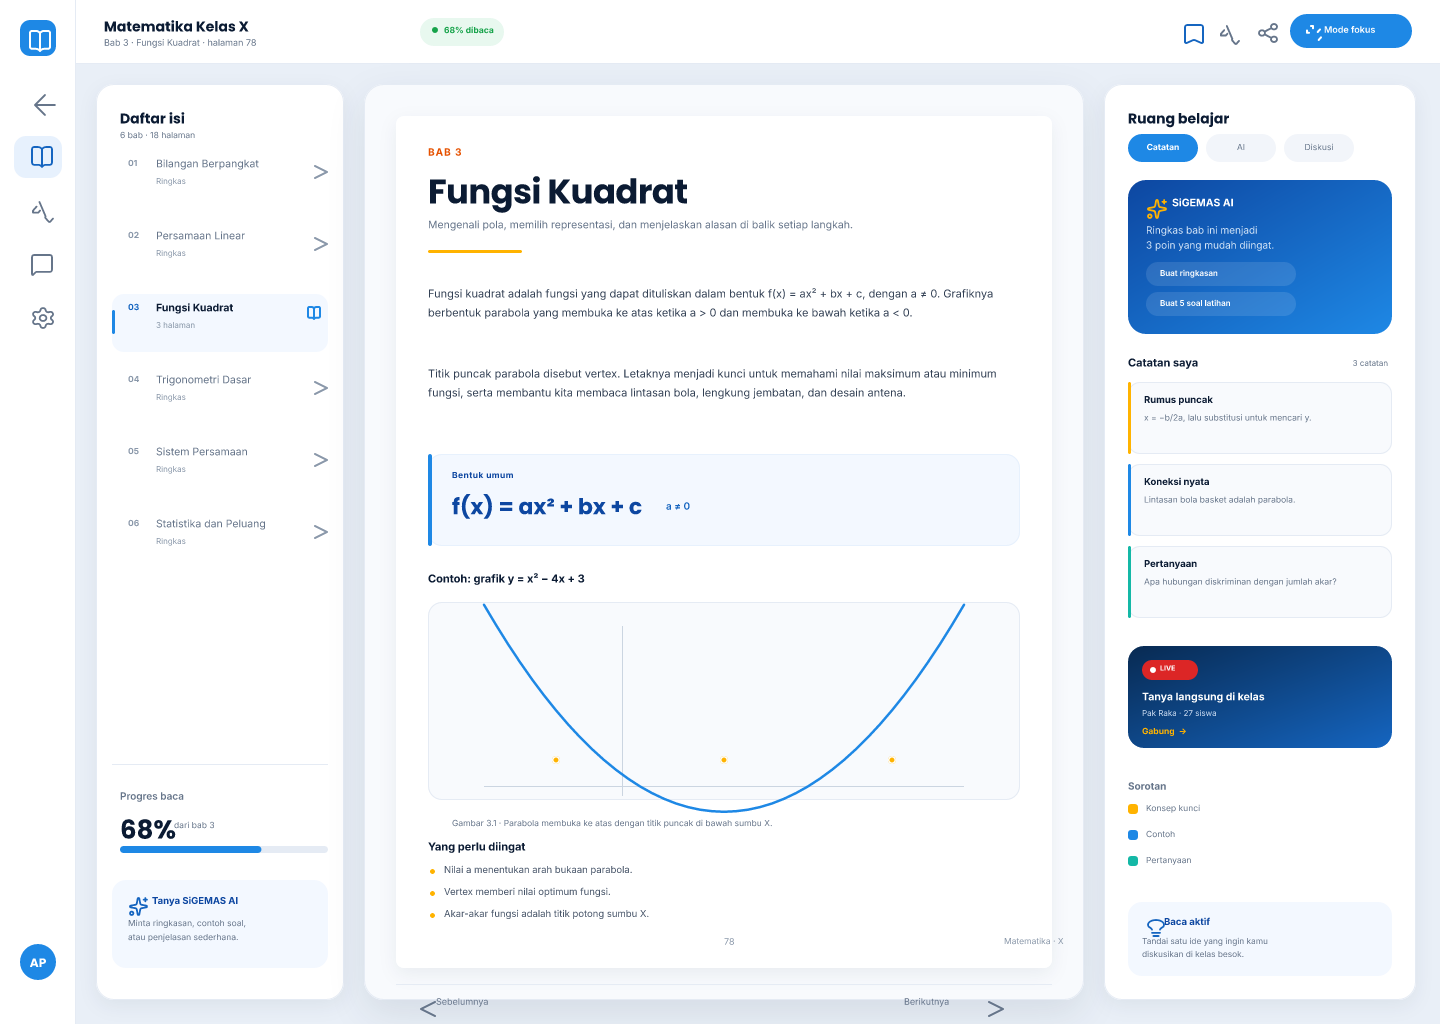 Matematika Kelas X
Bab 3 · Fungsi Kuadrat · halaman 78
68% dibaca
Mode fokus
Daftar isi
6 bab · 18 halaman
01 Bilangan Berpangkat
Ringkas
02 Persamaan Linear
Ringkas
03 Fungsi Kuadrat
3 halaman
04 Trigonometri Dasar
Ringkas
05 Sistem Persamaan
Ringkas
06 Statistika dan Peluang
Ringkas
Progres baca
68% dari bab 3
Tanya SiGEMAS AI
Minta ringkasan, contoh soal,
atau penjelasan sederhana.
AP
BAB 3
Fungsi Kuadrat
Mengenali pola, memilih representasi, dan menjelaskan alasan di balik setiap langkah.
Fungsi kuadrat adalah fungsi yang dapat dituliskan dalam bentuk f(x) = ax² + bx + c, dengan a ≠ 0. Grafiknya
berbentuk parabola yang membuka ke atas ketika a > 0 dan membuka ke bawah ketika a < 0.
Titik puncak parabola disebut vertex. Letaknya menjadi kunci untuk memahami nilai maksimum atau minimum
fungsi, serta membantu kita membaca lintasan bola, lengkung jembatan, dan desain antena.
Bentuk umum
f(x) = ax² + bx + c a ≠ 0
Contoh: grafik y = x² − 4x + 3
Gambar 3.1 · Parabola membuka ke atas dengan titik puncak di bawah sumbu X.
Yang perlu diingat
Nilai a menentukan arah bukaan parabola.
Vertex memberi nilai optimum fungsi.
Akar-akar fungsi adalah titik potong sumbu X.
78
Matematika · X
Sebelumnya
Berikutnya
Ruang belajar
Catatan
AI
Diskusi
SiGEMAS AI
Ringkas bab ini menjadi
3 poin yang mudah diingat.
Buat ringkasan
Buat 5 soal latihan
Catatan saya
3 catatan
Rumus puncak
x = −b/2a, lalu substitusi untuk mencari y.
Koneksi nyata
Lintasan bola basket adalah parabola.
Pertanyaan
Apa hubungan diskriminan dengan jumlah akar?
LIVE
Tanya langsung di kelas
Pak Raka · 27 siswa
Gabung →
Sorotan
Konsep kunci
Contoh
Pertanyaan
Baca aktif
Tandai satu ide yang ingin kamu
diskusikan di kelas besok.